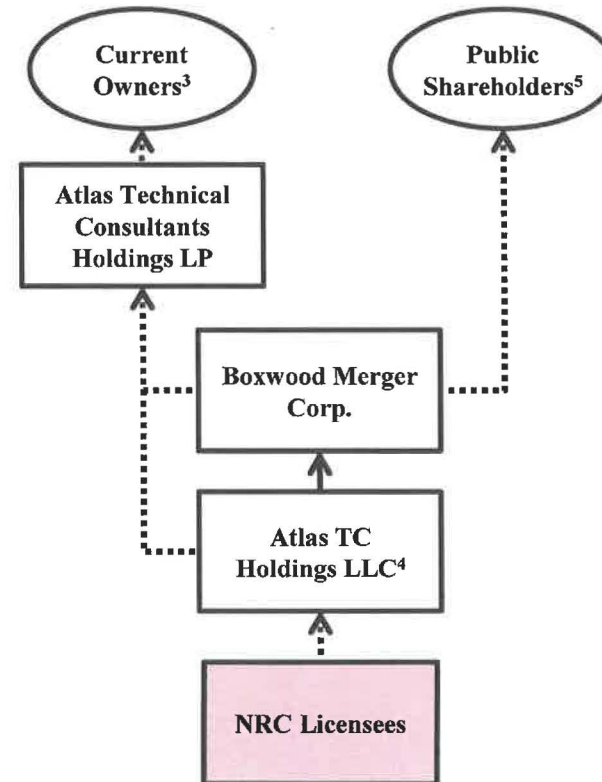 Current
Owners³
Public
Shareholders⁵
Atlas Technical
Consultants
Holdings LP
Boxwood Merger
Corp.
Atlas TC
Holdings LLC⁴
NRC Licensees